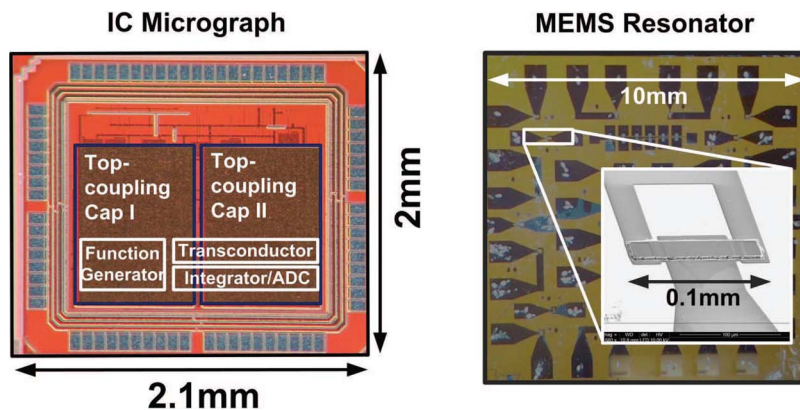 IC Micrograph
MEMS Resonator
Top-
coupling
Cap I
Top-
coupling
Cap II
Function
Generator
Transconductor
Integrator/ADC
2mm
2.1mm
10mm
0.1mm